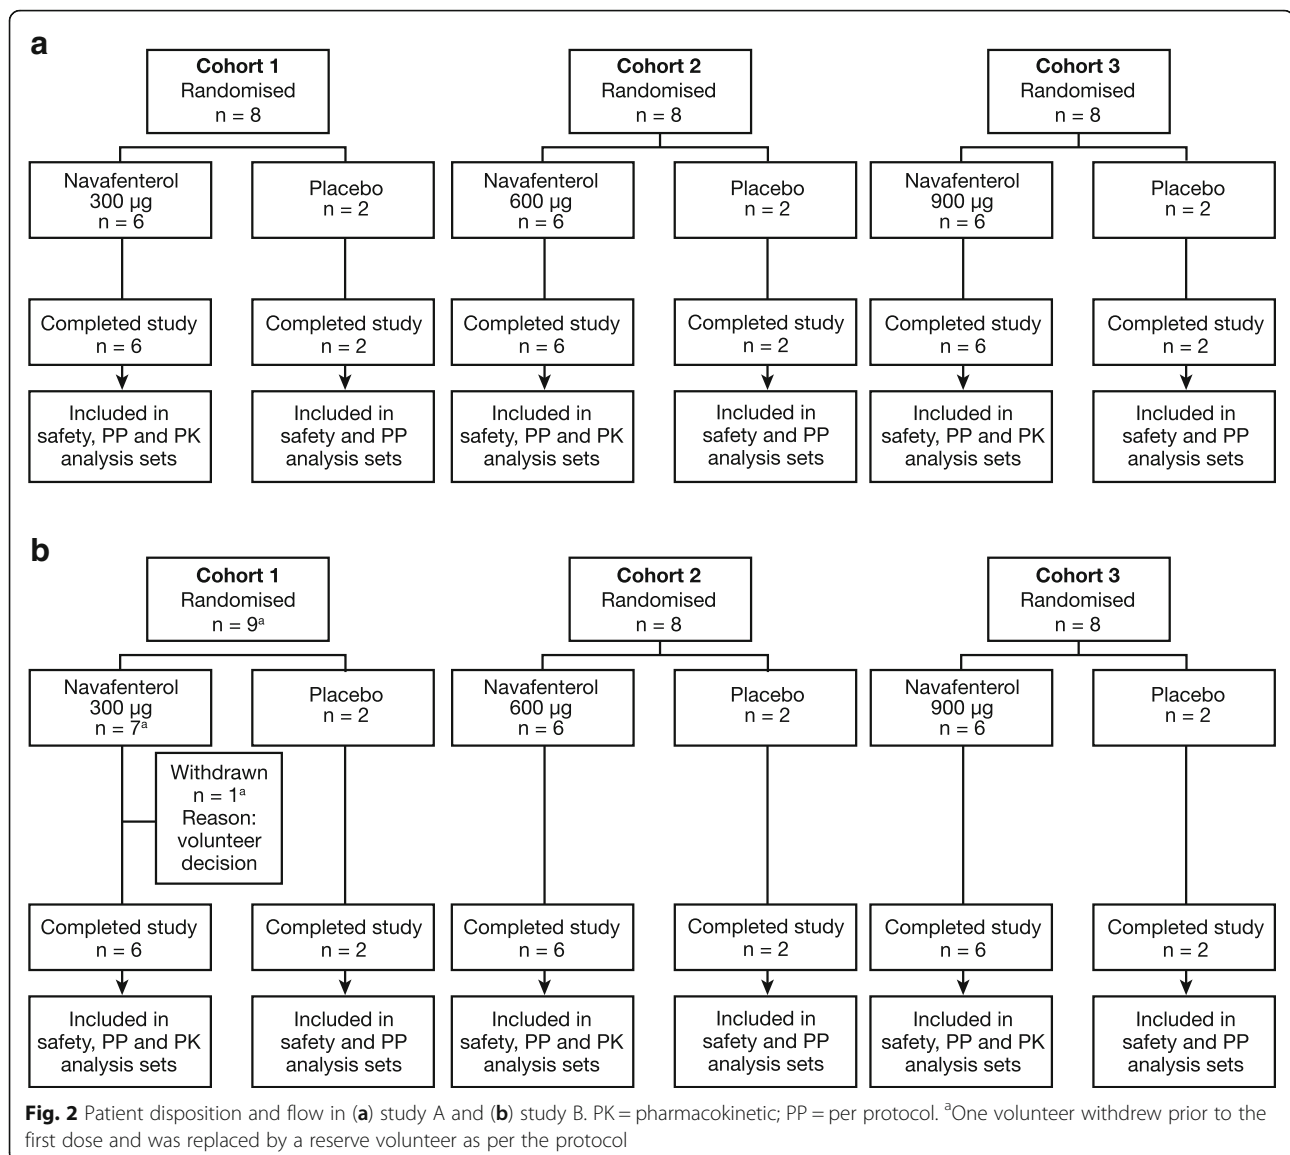 a
Cohort 1
Randomised
n = 8
Cohort 2
Randomised
n = 8
Cohort 3
Randomised
n = 8
Navafenterol
300 µg
n = 6
Placebo
n = 2
Navafenterol
600 µg
n = 6
Placebo
n = 2
Navafenterol
900 µg
n = 6
Placebo
n = 2
Completed study
n = 6
Completed study
n = 2
Completed study
n = 6
Completed study
n = 2
Completed study
n = 6
Completed study
n = 2
Included in
safety, PP and PK
analysis sets
Included in
safety and PP
analysis sets
Included in
safety, PP and PK
analysis sets
Included in
safety and PP
analysis sets
Included in
safety, PP and PK
analysis sets
Included in
safety and PP
analysis sets
b
Cohort 1
Randomised
n = 9ᵃ
Cohort 2
Randomised
n = 8
Cohort 3
Randomised
n = 8
Navafenterol
300 µg
n = 7ᵃ
Placebo
n = 2
Navafenterol
600 µg
n = 6
Placebo
n = 2
Navafenterol
900 µg
n = 6
Placebo
n = 2
Withdrawn
n = 1ᵃ
Reason:
volunteer
decision
Completed study
n = 6
Completed study
n = 2
Completed study
n = 6
Completed study
n = 2
Completed study
n = 6
Completed study
n = 2
Included in
safety, PP and PK
analysis sets
Included in
safety and PP
analysis sets
Included in
safety, PP and PK
analysis sets
Included in
safety and PP
analysis sets
Included in
safety, PP and PK
analysis sets
Included in
safety and PP
analysis sets
Fig. 2 Patient disposition and flow in (a) study A and (b) study B. PK = pharmacokinetic; PP = per protocol. ᵃOne volunteer withdrew prior to the
first dose and was replaced by a reserve volunteer as per the protocol